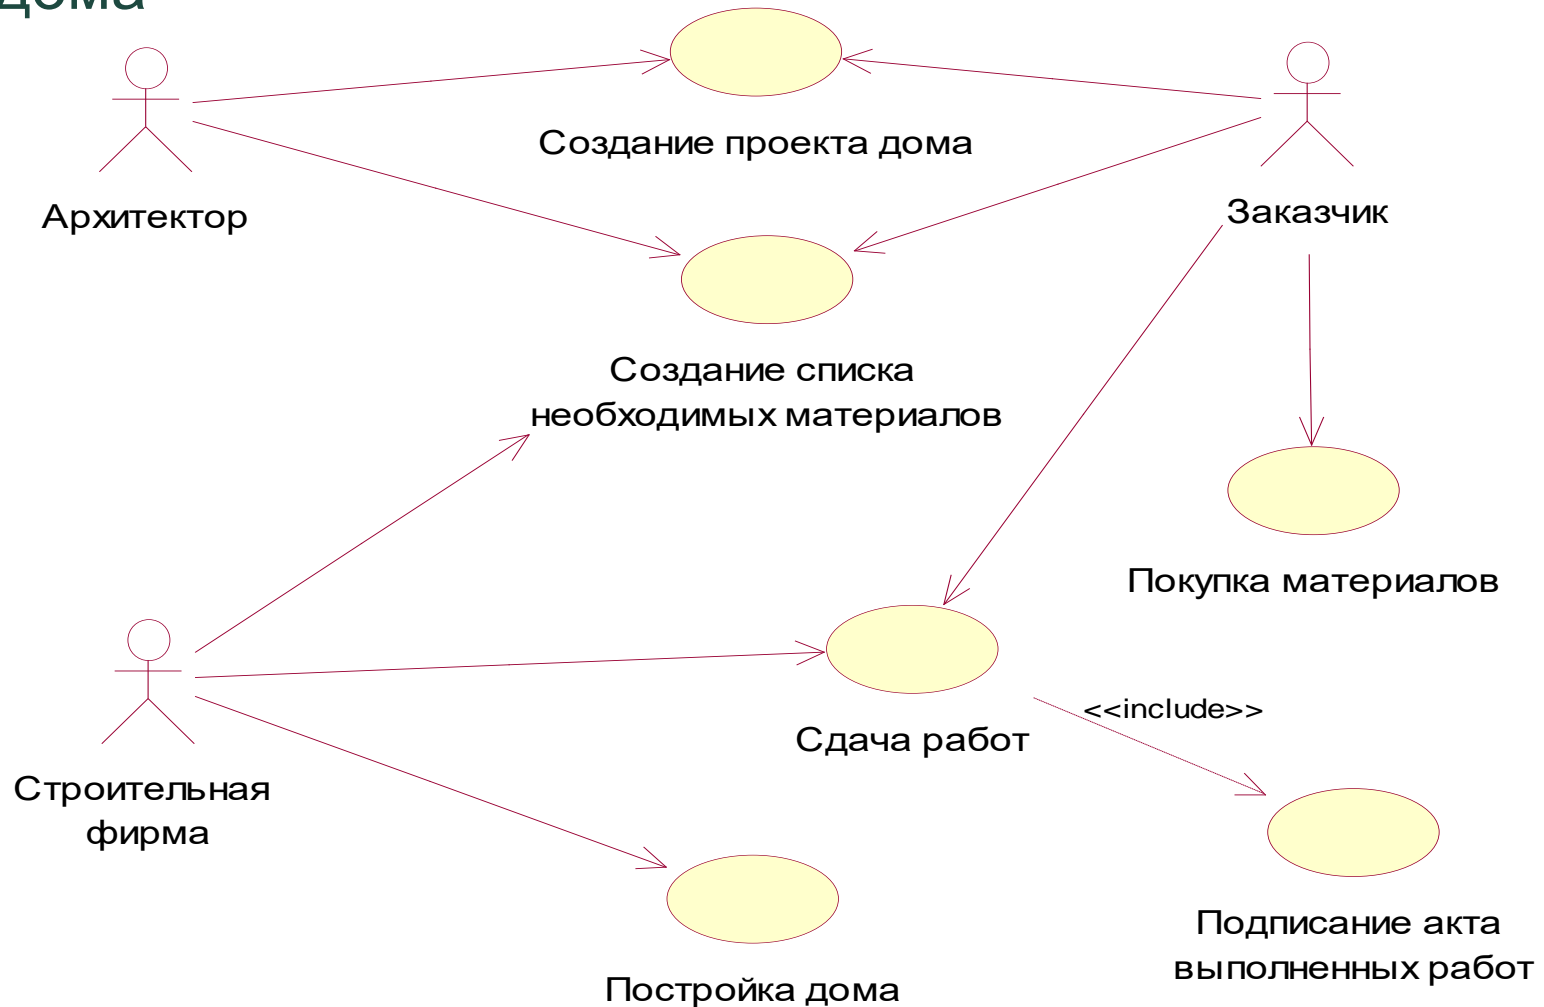 дома
Создание проекта дома
Архитектор
Заказчик
Создание списка
необходимых материалов
Покупка материалов
<<include>>
Сдача работ
Строительная
фирма
Подписание акта
выполненных работ
Постройка дома